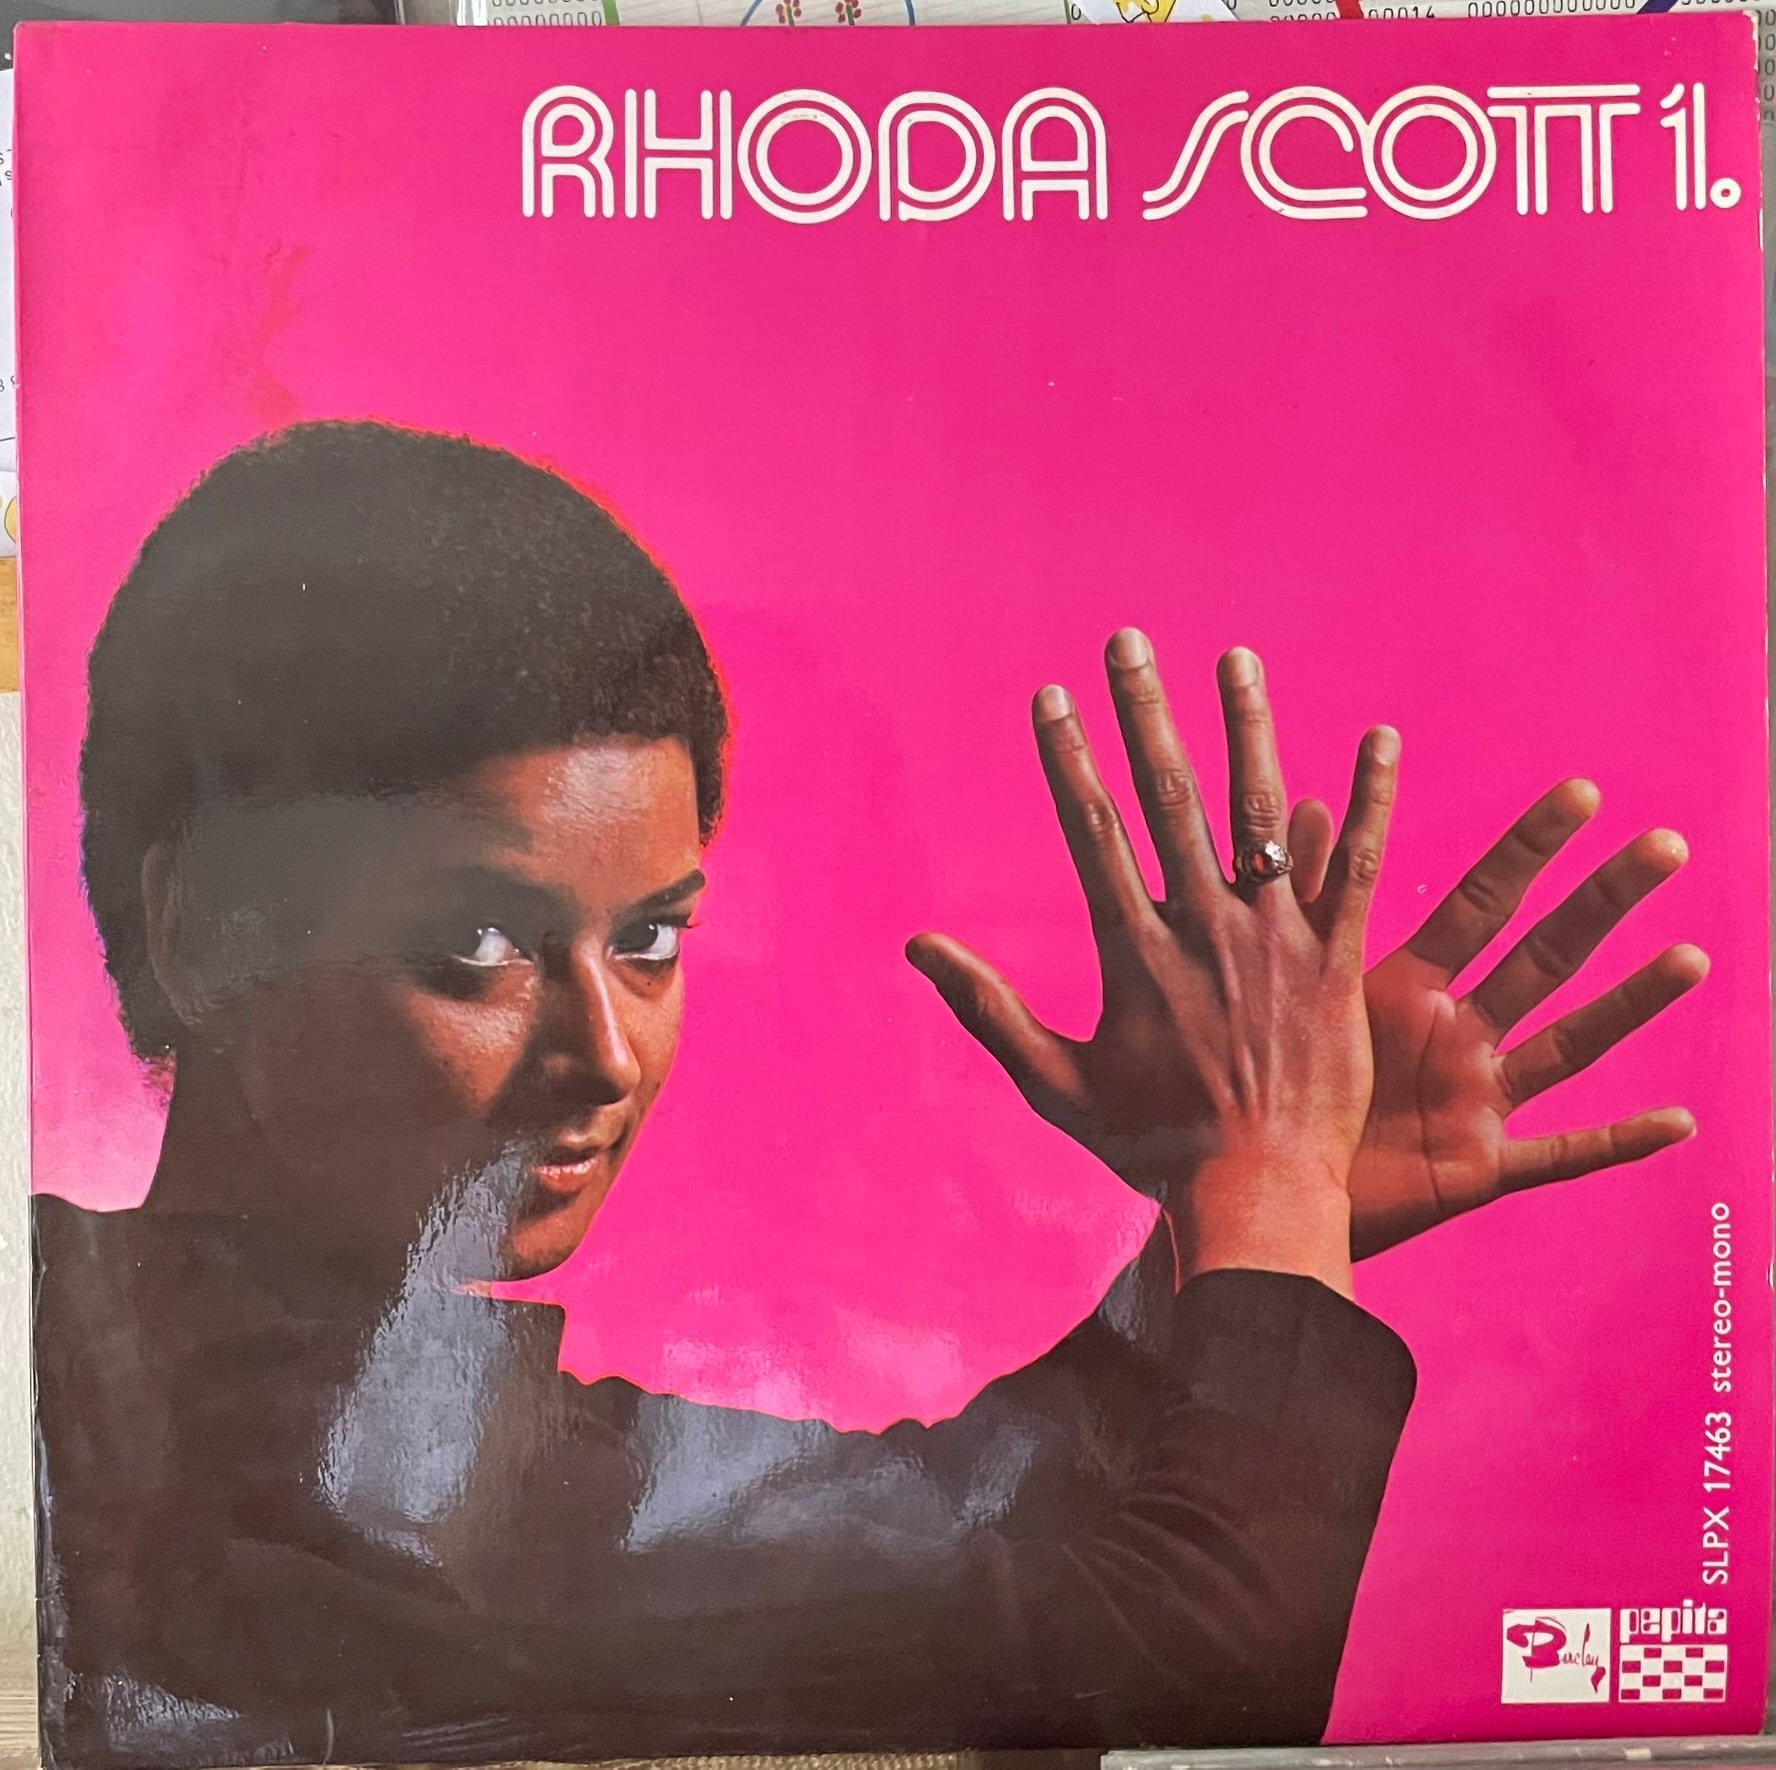 RHODA SCOTT 1.
SLPX 17463 stereo-mono
Barclay
pepita